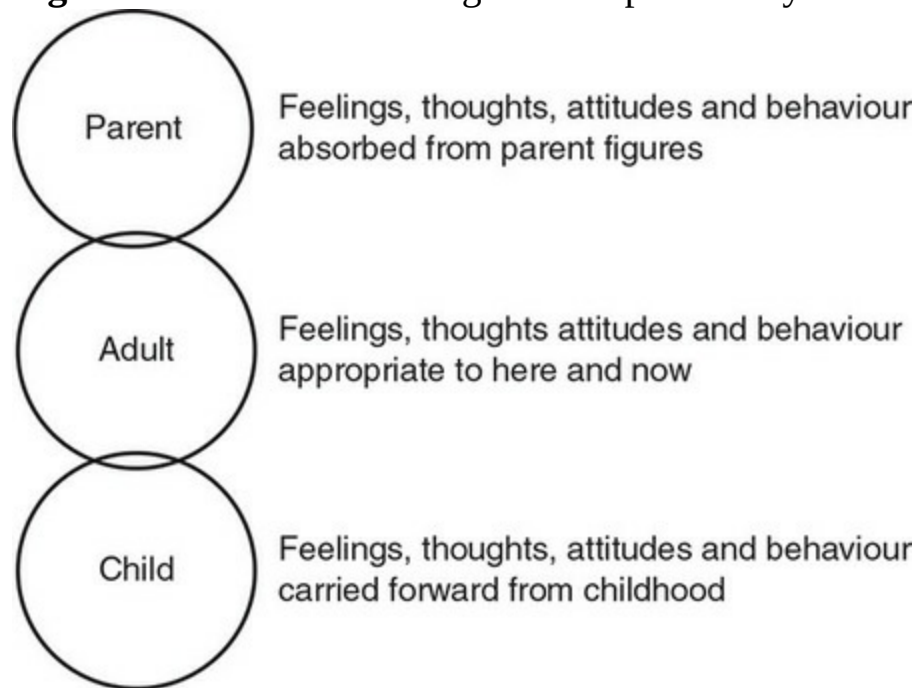 Parent
Feelings, thoughts, attitudes and behaviour
absorbed from parent figures
Adult
Feelings, thoughts attitudes and behaviour
appropriate to here and now
Child
Feelings, thoughts, attitudes and behaviour
carried forward from childhood